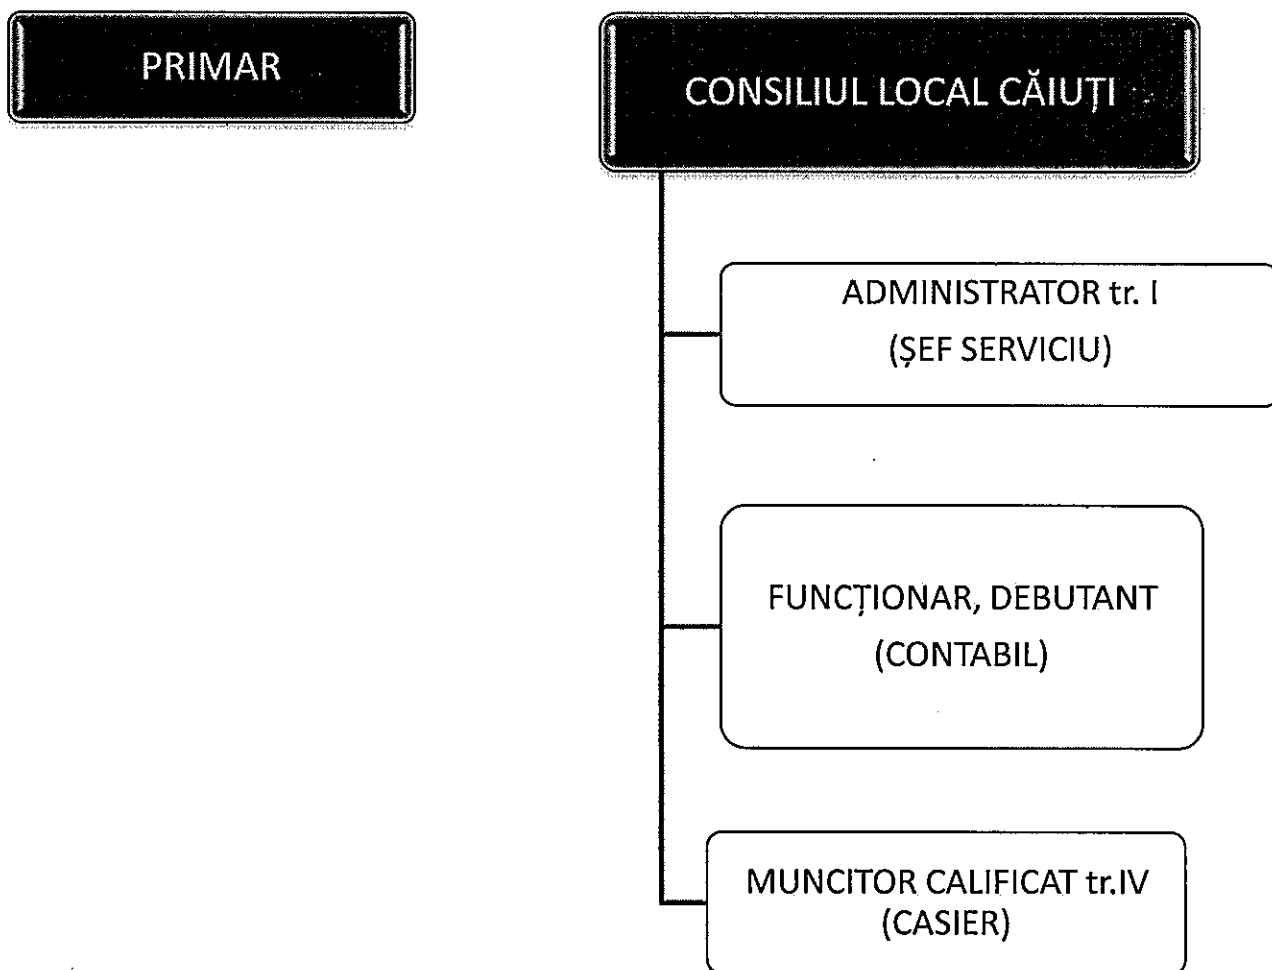 PRIMAR
CONSILIUL LOCAL CĂIUȚI
ADMINISTRATOR tr. I
(ȘEF SERVICIU)
FUNCȚIONAR, DEBUTANT
(CONTABIL)
MUNCITOR CALIFICAT tr.IV
(CASIER)